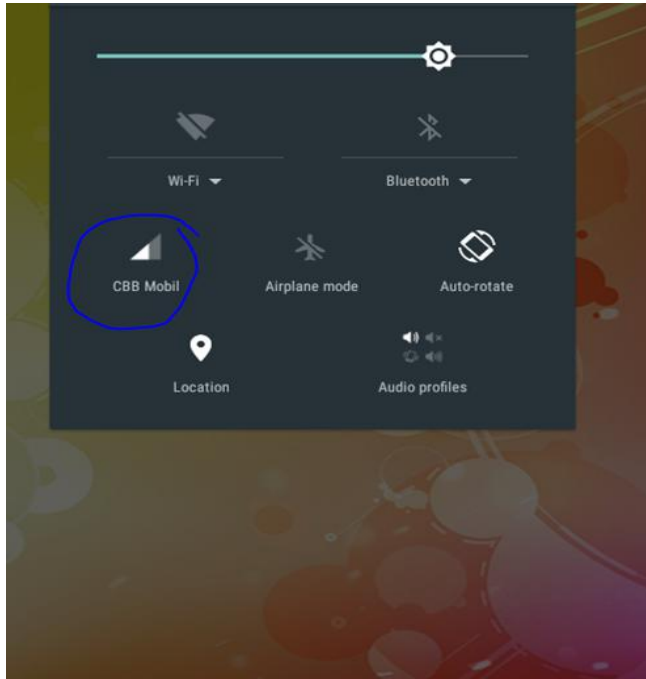 Wi-Fi
Bluetooth
CBB Mobil
Airplane mode
Auto-rotate
Location
Audio profiles